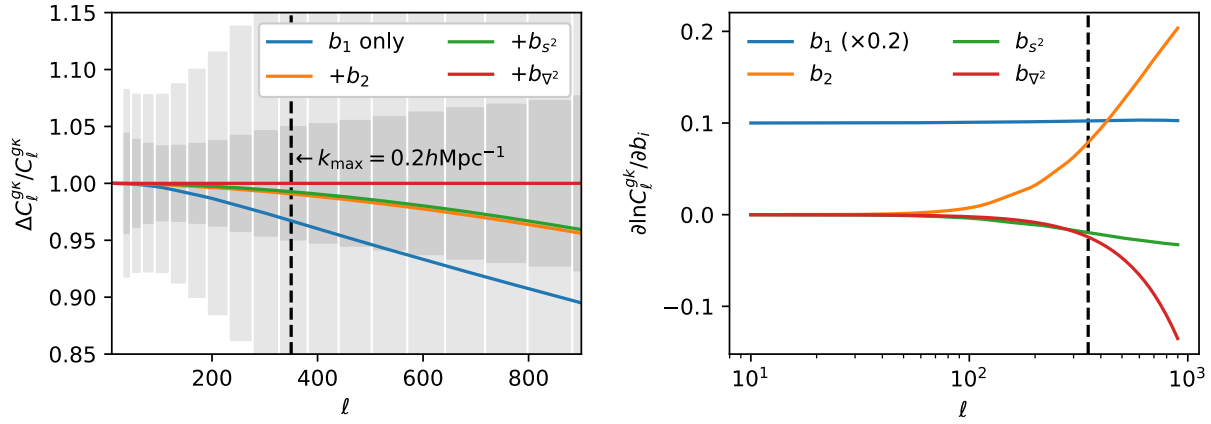 1.15
1.10
1.05
1.00
0.95
0.90
0.85
ΔC_ℓ^{gκ}/C_ℓ^{gκ}
b_1 only
+b_2
+b_{s^2}
+b_{∇^2}
←k_max = 0.2hMpc^{−1}
200 400 600 800
ℓ
0.2
0.1
0.0
−0.1
∂lnC_ℓ^{gk}/∂b_i
b_1 (×0.2)
b_2
b_{s^2}
b_{∇^2}
10^1 10^2 10^3
ℓ